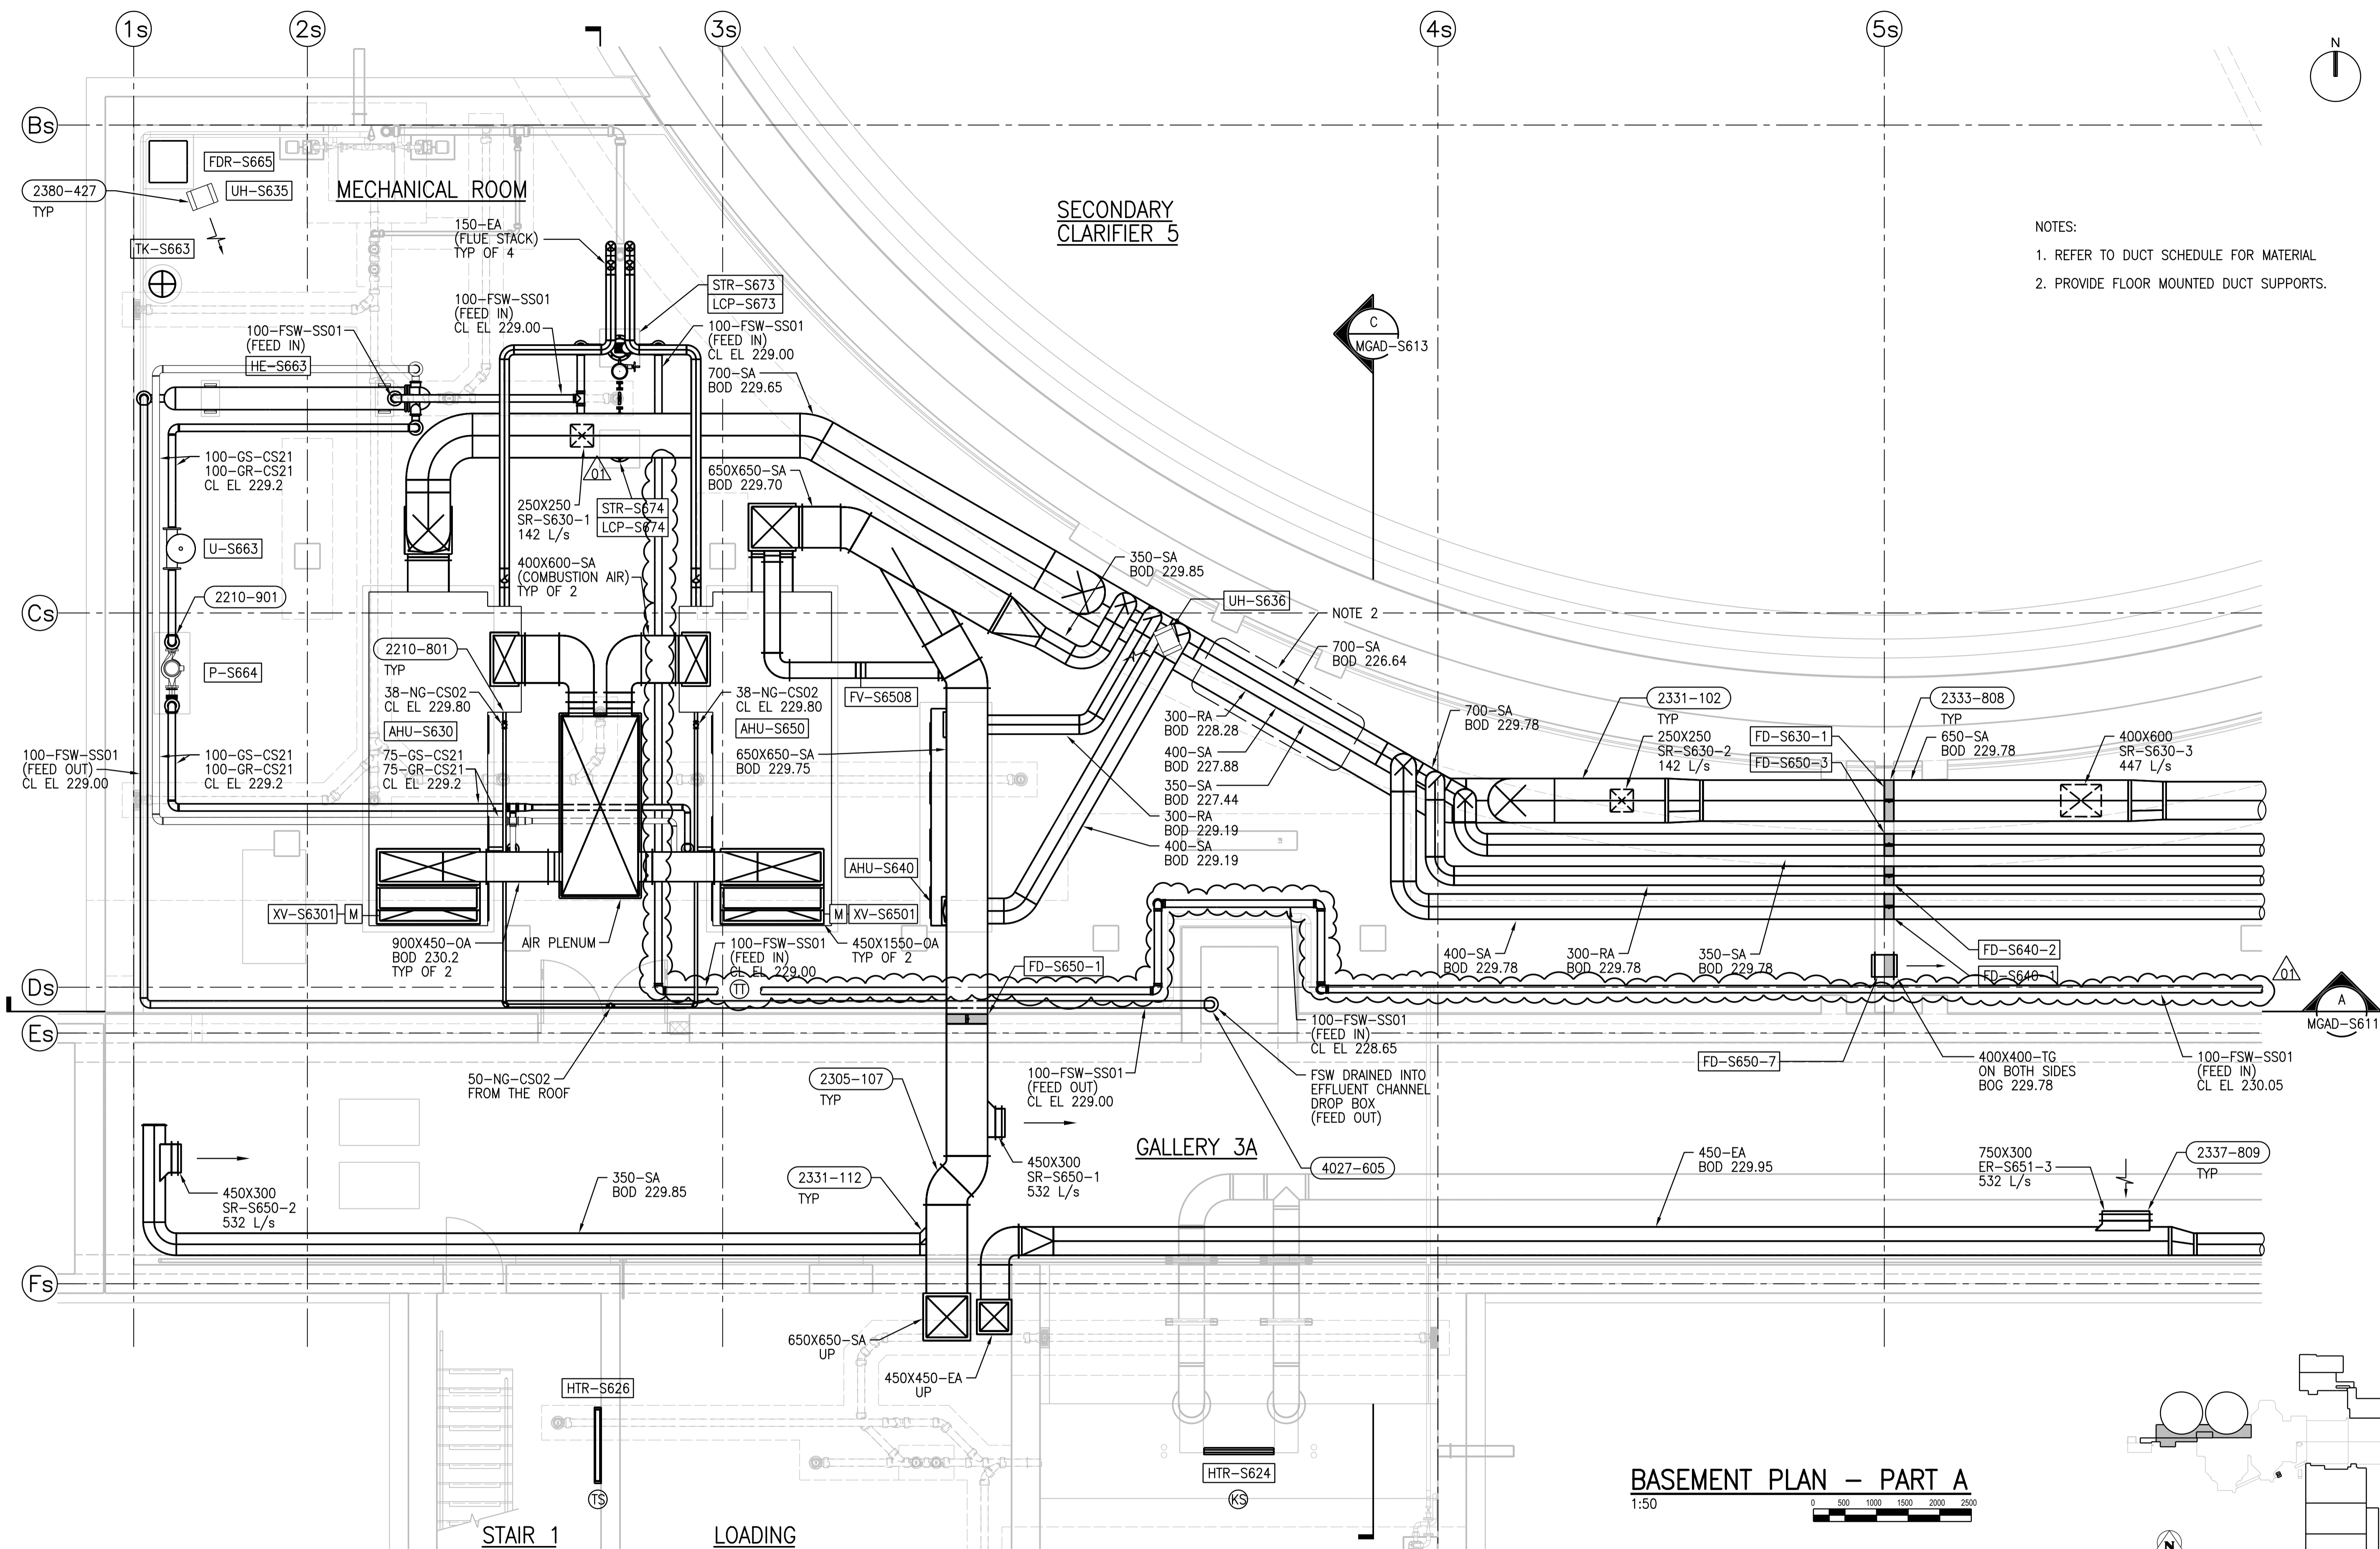 1s
2s
3s
4s
5s
N
Bs
Cs
Ds
Es
Fs
FDR-S665
2380-427
TYP
UH-S635
MECHANICAL ROOM
TK-S663
150-EA
(FLUE STACK)
TYP OF 4
SECONDARY
CLARIFIER 5
NOTES:
1. REFER TO DUCT SCHEDULE FOR MATERIAL
2. PROVIDE FLOOR MOUNTED DUCT SUPPORTS.
100-FSW-SS01
(FEED IN)
CL EL 229.00
STR-S673
LCP-S673
100-FSW-SS01
(FEED IN)
HE-S663
100-FSW-SS01
(FEED IN)
CL EL 229.00
700-SA
BOD 229.65
C
MGAD-S613
100-GS-CS21
100-GR-CS21
CL EL 229.2
01
650X650-SA
BOD 229.70
250X250
SR-S630-1
142 L/s
STR-S674
LCP-S674
U-S663
400X600-SA
(COMBUSTION AIR)
TYP OF 2
350-SA
BOD 229.85
2210-901
UH-S636
NOTE 2
2210-801
TYP
P-S664
700-SA
BOD 226.64
38-NG-CS02
CL EL 229.80
38-NG-CS02
CL EL 229.80
FV-S6508
2331-102
TYP
2333-808
TYP
300-RA
BOD 228.28
700-SA
BOD 229.78
AHU-S630
AHU-S650
250X250
SR-S630-2
142 L/s
FD-S630-1
650-SA
BOD 229.78
400X600
SR-S630-3
447 L/s
100-FSW-SS01
(FEED OUT)
CL EL 229.00
100-GS-CS21
100-GR-CS21
CL EL 229.2
75-GS-CS21
75-GR-CS21
CL EL 229.2
650X650-SA
BOD 229.75
400-SA
BOD 227.88
FD-S650-3
350-SA
BOD 227.44
300-RA
BOD 229.19
400-SA
BOD 229.19
AHU-S640
XV-S6301
M
M
XV-S6501
900X450-OA
BOD 230.2
TYP OF 2
AIR PLENUM
100-FSW-SS01
(FEED IN)
CL EL 229.00
450X1550-OA
TYP OF 2
FD-S650-1
400-SA
BOD 229.78
300-RA
BOD 229.78
350-SA
BOD 229.78
FD-S640-2
FD-S640-1
TT
01
A
MGAD-S611
100-FSW-SS01
(FEED IN)
CL EL 228.65
FD-S650-7
400X400-TG
ON BOTH SIDES
BOG 229.78
100-FSW-SS01
(FEED IN)
CL EL 230.05
50-NG-CS02
FROM THE ROOF
2305-107
TYP
100-FSW-SS01
(FEED OUT)
CL EL 229.00
FSW DRAINED INTO
EFFLUENT CHANNEL
DROP BOX
(FEED OUT)
GALLERY 3A
450X300
SR-S650-2
532 L/s
350-SA
BOD 229.85
2331-112
TYP
450X300
SR-S650-1
532 L/s
4027-605
450-EA
BOD 229.95
750X300
ER-S651-3
532 L/s
2337-809
TYP
650X650-SA
UP
450X450-EA
UP
HTR-S626
TS
HTR-S624
KS
STAIR 1
LOADING
BASEMENT PLAN – PART A
1:50
0 500 1000 1500 2000 2500
N